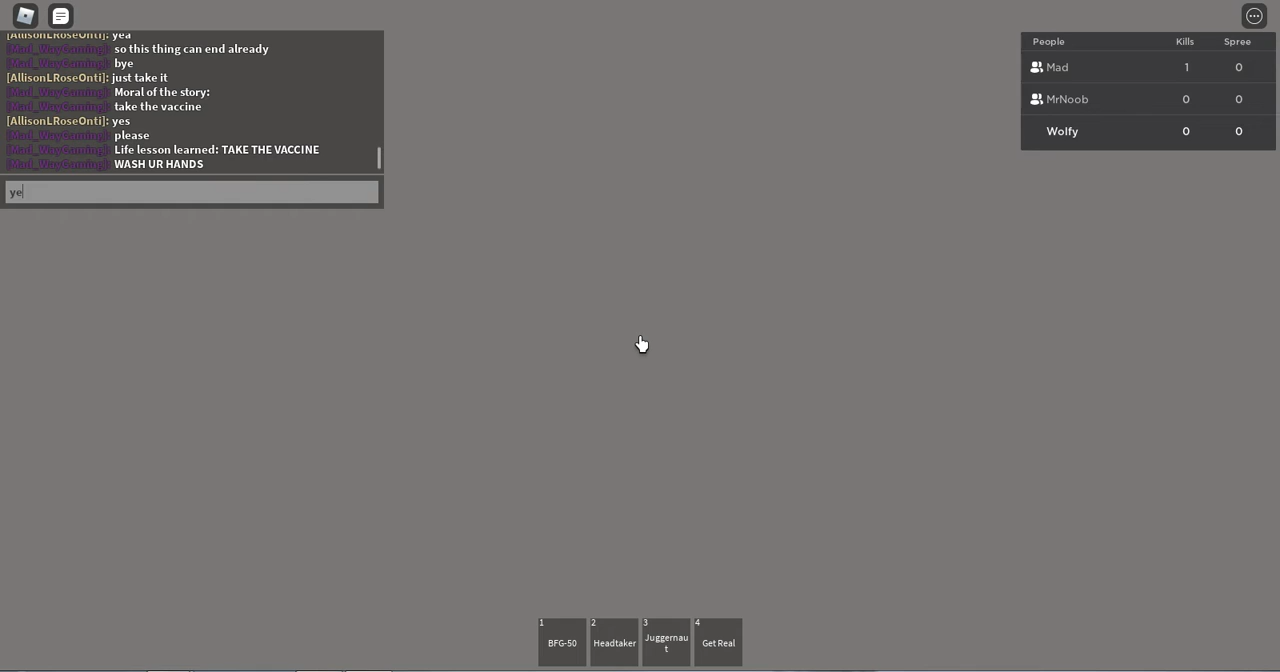 [AllisonLRoseOnti]: yea
[Mad_WayGaming]: so this thing can end already
[Mad_WayGaming]: bye
[AllisonLRoseOnti]: just take it
[Mad_WayGaming]: Moral of the story:
[Mad_WayGaming]: take the vaccine
[AllisonLRoseOnti]: yes
[Mad_WayGaming]: please
[Mad_WayGaming]: Life lesson learned: TAKE THE VACCINE
[Mad_WayGaming]: WASH UR HANDS
ye
People Kills Spree
Mad 1 0
MrNoob 0 0
Wolfy 0 0
1 2 3 4
BFG-50 Headtaker Juggernau Get Real
t